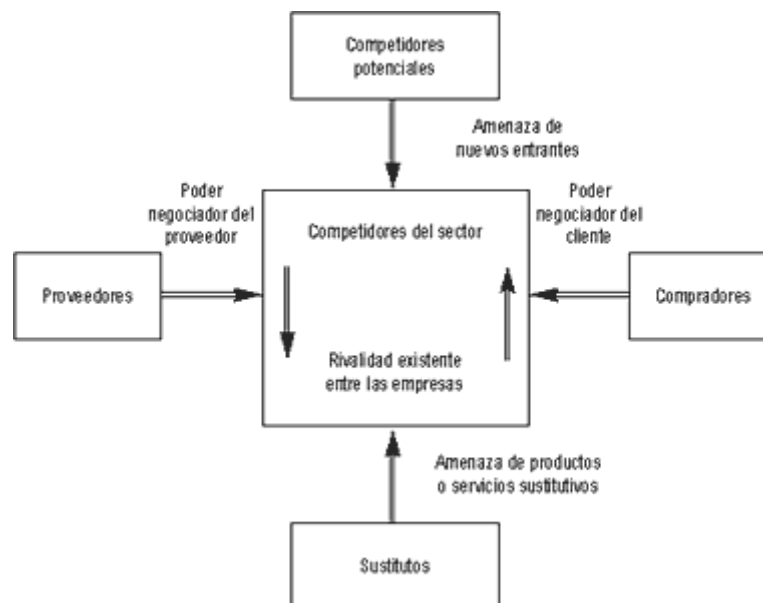 Competidores
potenciales
Amenaza de
nuevos entrantes
Poder
negociador del
proveedor
Poder
negociador del
cliente
Competidores del sector
Proveedores
Compradores
Rivalidad existente
entre las empresas
Amenaza de productos
o servicios sustitutivos
Sustitutos